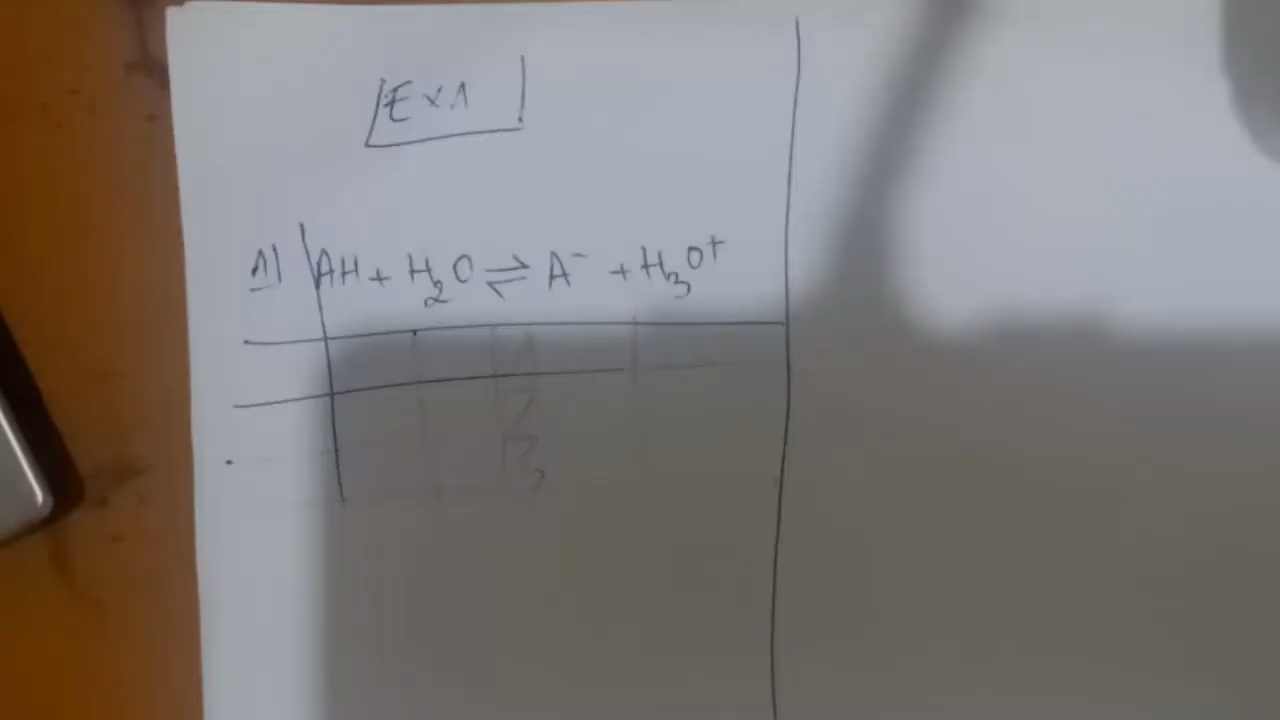 Ex1
1) AH + H₂O ⇌ A⁻ + H₃O⁺